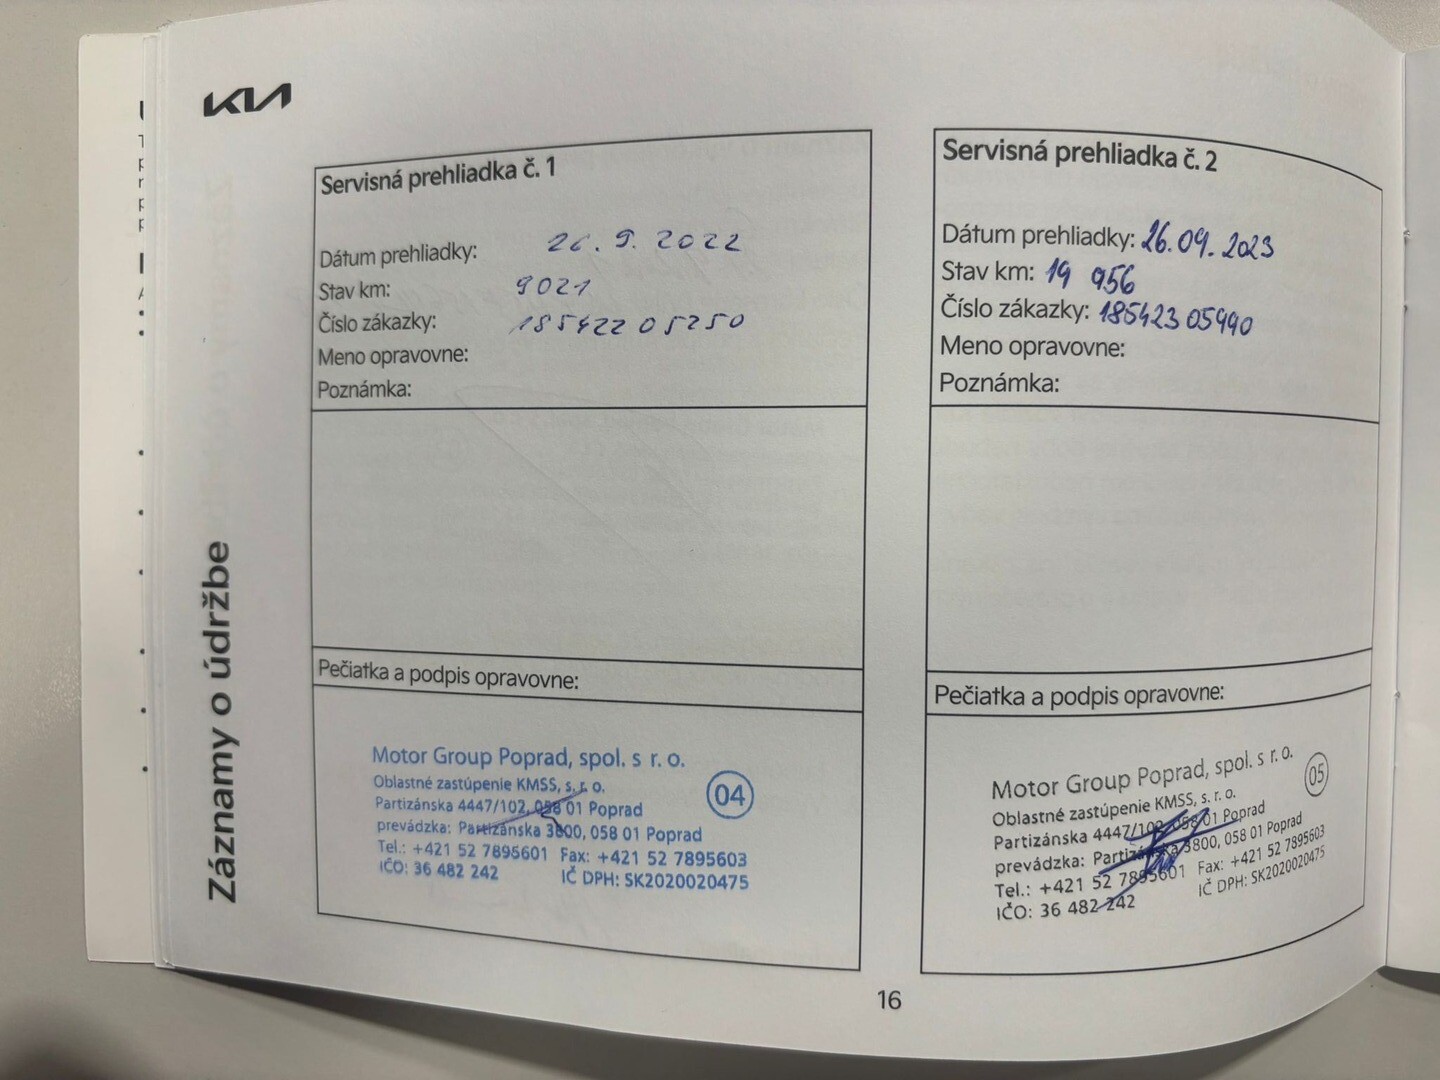 KIA
Záznamy o údržbe
Servisná prehliadka č. 1
Dátum prehliadky: 26. 9. 2022
Stav km: 9021
Číslo zákazky: 185422 05250
Meno opravovne:
Poznámka:
Pečiatka a podpis opravovne:
Motor Group Poprad, spol. s r. o.
Oblastné zastúpenie KMSS, s. r. o.
04
Partizánska 4447/102, 058 01 Poprad
prevádzka: Partizánska 3800, 058 01 Poprad
Tel.: +421 52 7895601 Fax: +421 52 7895603
IČO: 36 482 242 IČ DPH: SK2020020475
Servisná prehliadka č. 2
Dátum prehliadky: 26.09.2023
Stav km: 19 956
Číslo zákazky: 185423 05990
Meno opravovne:
Poznámka:
Pečiatka a podpis opravovne:
Motor Group Poprad, spol. s r. o.
Oblastné zastúpenie KMSS, s. r. o.
05
Partizánska 4447/102, 058 01 Poprad
prevádzka: Partizánska 3800, 058 01 Poprad
Tel.: +421 52 7895601 Fax: +421 52 7895603
IČO: 36 482 242 IČ DPH: SK2020020475
16